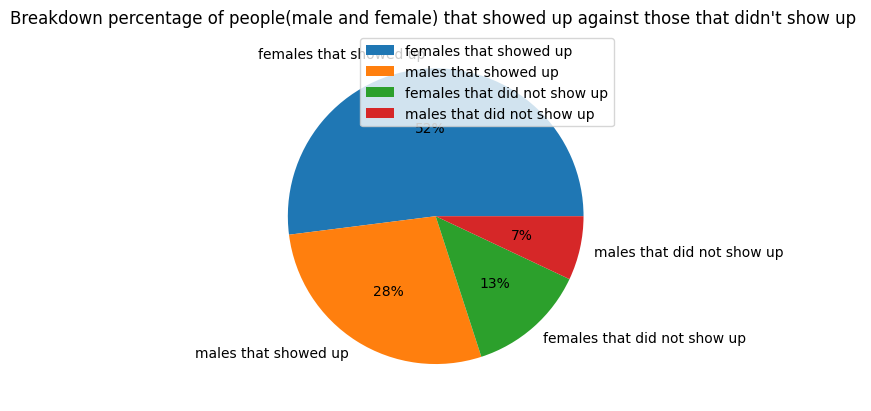 Breakdown percentage of people(male and female) that showed up against those that didn't show up
females that showed up
females that showed up
males that showed up
females that did not show up
males that did not show up
52%
7%
males that did not show up
13%
28%
females that did not show up
males that showed up